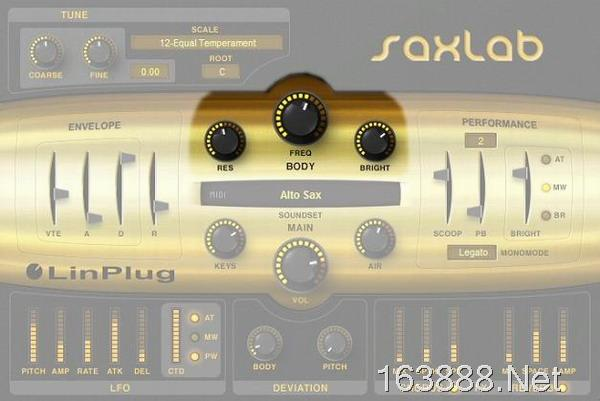 TUNE
SCALE
12-Equal Temperament
ROOT
COARSE FINE 0.00 C
saxlab
ENVELOPE
PERFORMANCE
2
RES FREQ BRIGHT
BODY
AT
MW
BR
MIDI Alto Sax
SOUNDSET
MAIN
VTE A D R
SCOOP PB BRIGHT
KEYS AIR
Legato MONOMODE
LinPlug
VOL
AT
MW
PW
PITCH AMP RATE ATK DEL CTD
BODY PITCH
SPACE
LFO
DEVIATION
163888.Net